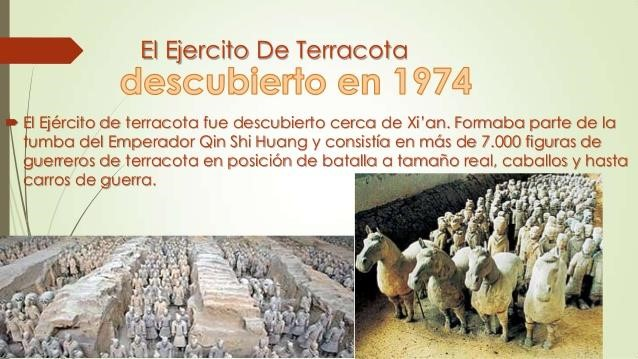 El Ejercito De Terracota
descubierto en 1974
El Ejército de terracota fue descubierto cerca de Xi’an. Formaba parte de la
tumba del Emperador Qin Shi Huang y consistía en más de 7.000 figuras de
guerreros de terracota en posición de batalla a tamaño real, caballos y hasta
carros de guerra.